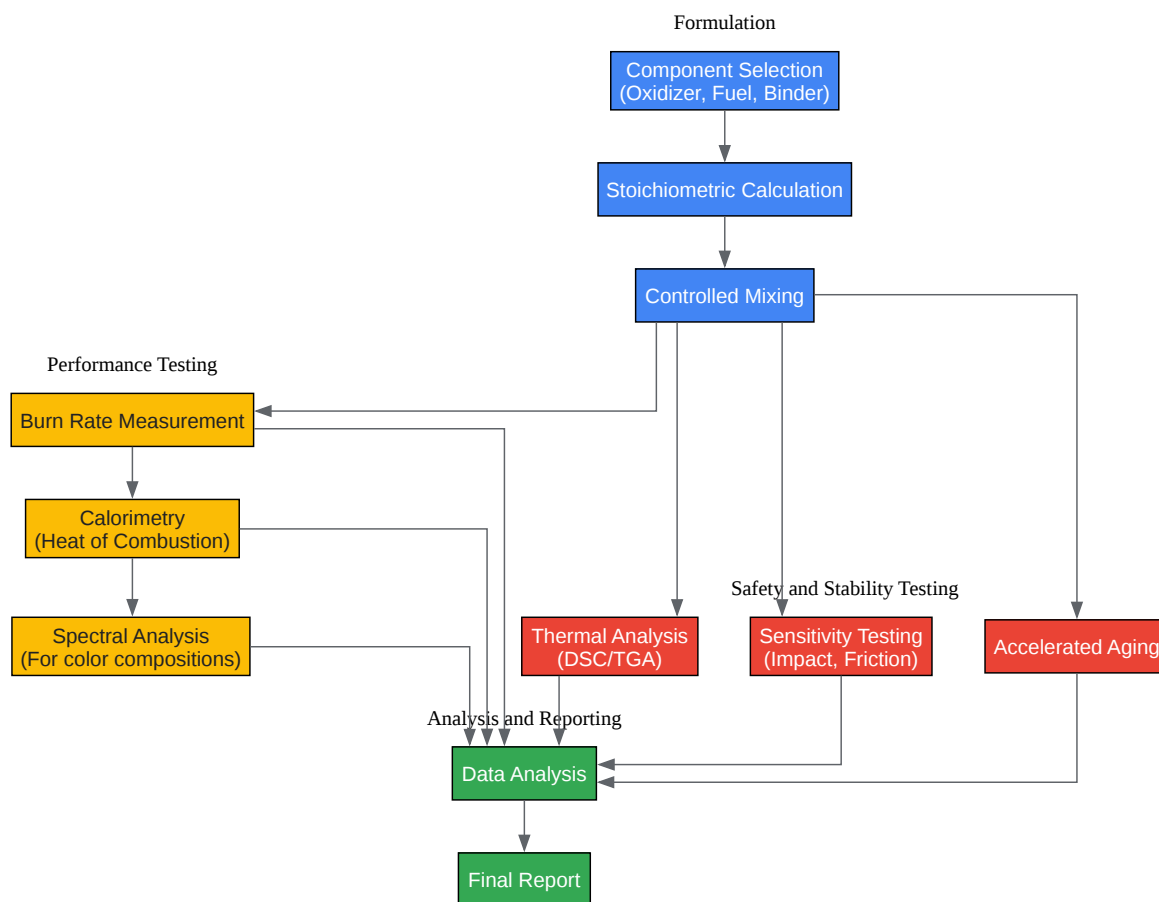 Formulation
Component Selection
(Oxidizer, Fuel, Binder)
Stoichiometric Calculation
Controlled Mixing
Performance Testing
Burn Rate Measurement
Calorimetry
(Heat of Combustion)
Spectral Analysis
(For color compositions)
Safety and Stability Testing
Thermal Analysis
(DSC/TGA)
Sensitivity Testing
(Impact, Friction)
Accelerated Aging
Analysis and Reporting
Data Analysis
Final Report